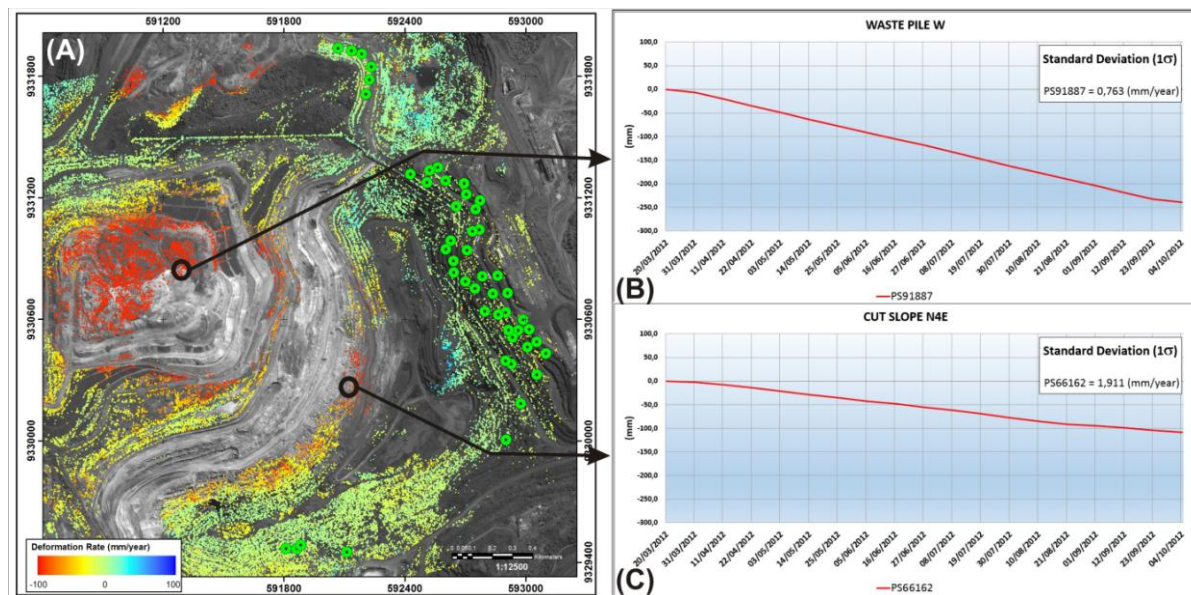 (A)
591200 591800 592400 593000
9331800 9331800
9331200 9331200
9330600 9330600
9330000 9330000
9329400
591800 592400 593000
Deformation Rate (mm/year)
-100 0 100
Kilometers
1:12500
WASTE PILE W
100,0
50,0
0,0
-50,0
-100,0
-150,0
-200,0
-250,0
-300,0
(mm)
Standard Deviation (1σ)
PS91887 = 0,763 (mm/year)
20/03/2012 31/03/2012 11/04/2012 22/04/2012 03/05/2012 14/05/2012 25/05/2012 05/06/2012 16/06/2012 27/06/2012 08/07/2012 19/07/2012 30/07/2012 10/08/2012 21/08/2012 01/09/2012 12/09/2012 23/09/2012 04/10/2012
(B)
PS91887
CUT SLOPE N4E
100,0
50,0
0,0
-50,0
-100,0
-150,0
-200,0
-250,0
-300,0
(mm)
Standard Deviation (1σ)
PS66162 = 1,911 (mm/year)
20/03/2012 31/03/2012 11/04/2012 22/04/2012 03/05/2012 14/05/2012 25/05/2012 05/06/2012 16/06/2012 27/06/2012 08/07/2012 19/07/2012 30/07/2012 10/08/2012 21/08/2012 01/09/2012 12/09/2012 23/09/2012 04/10/2012
(C)
PS66162